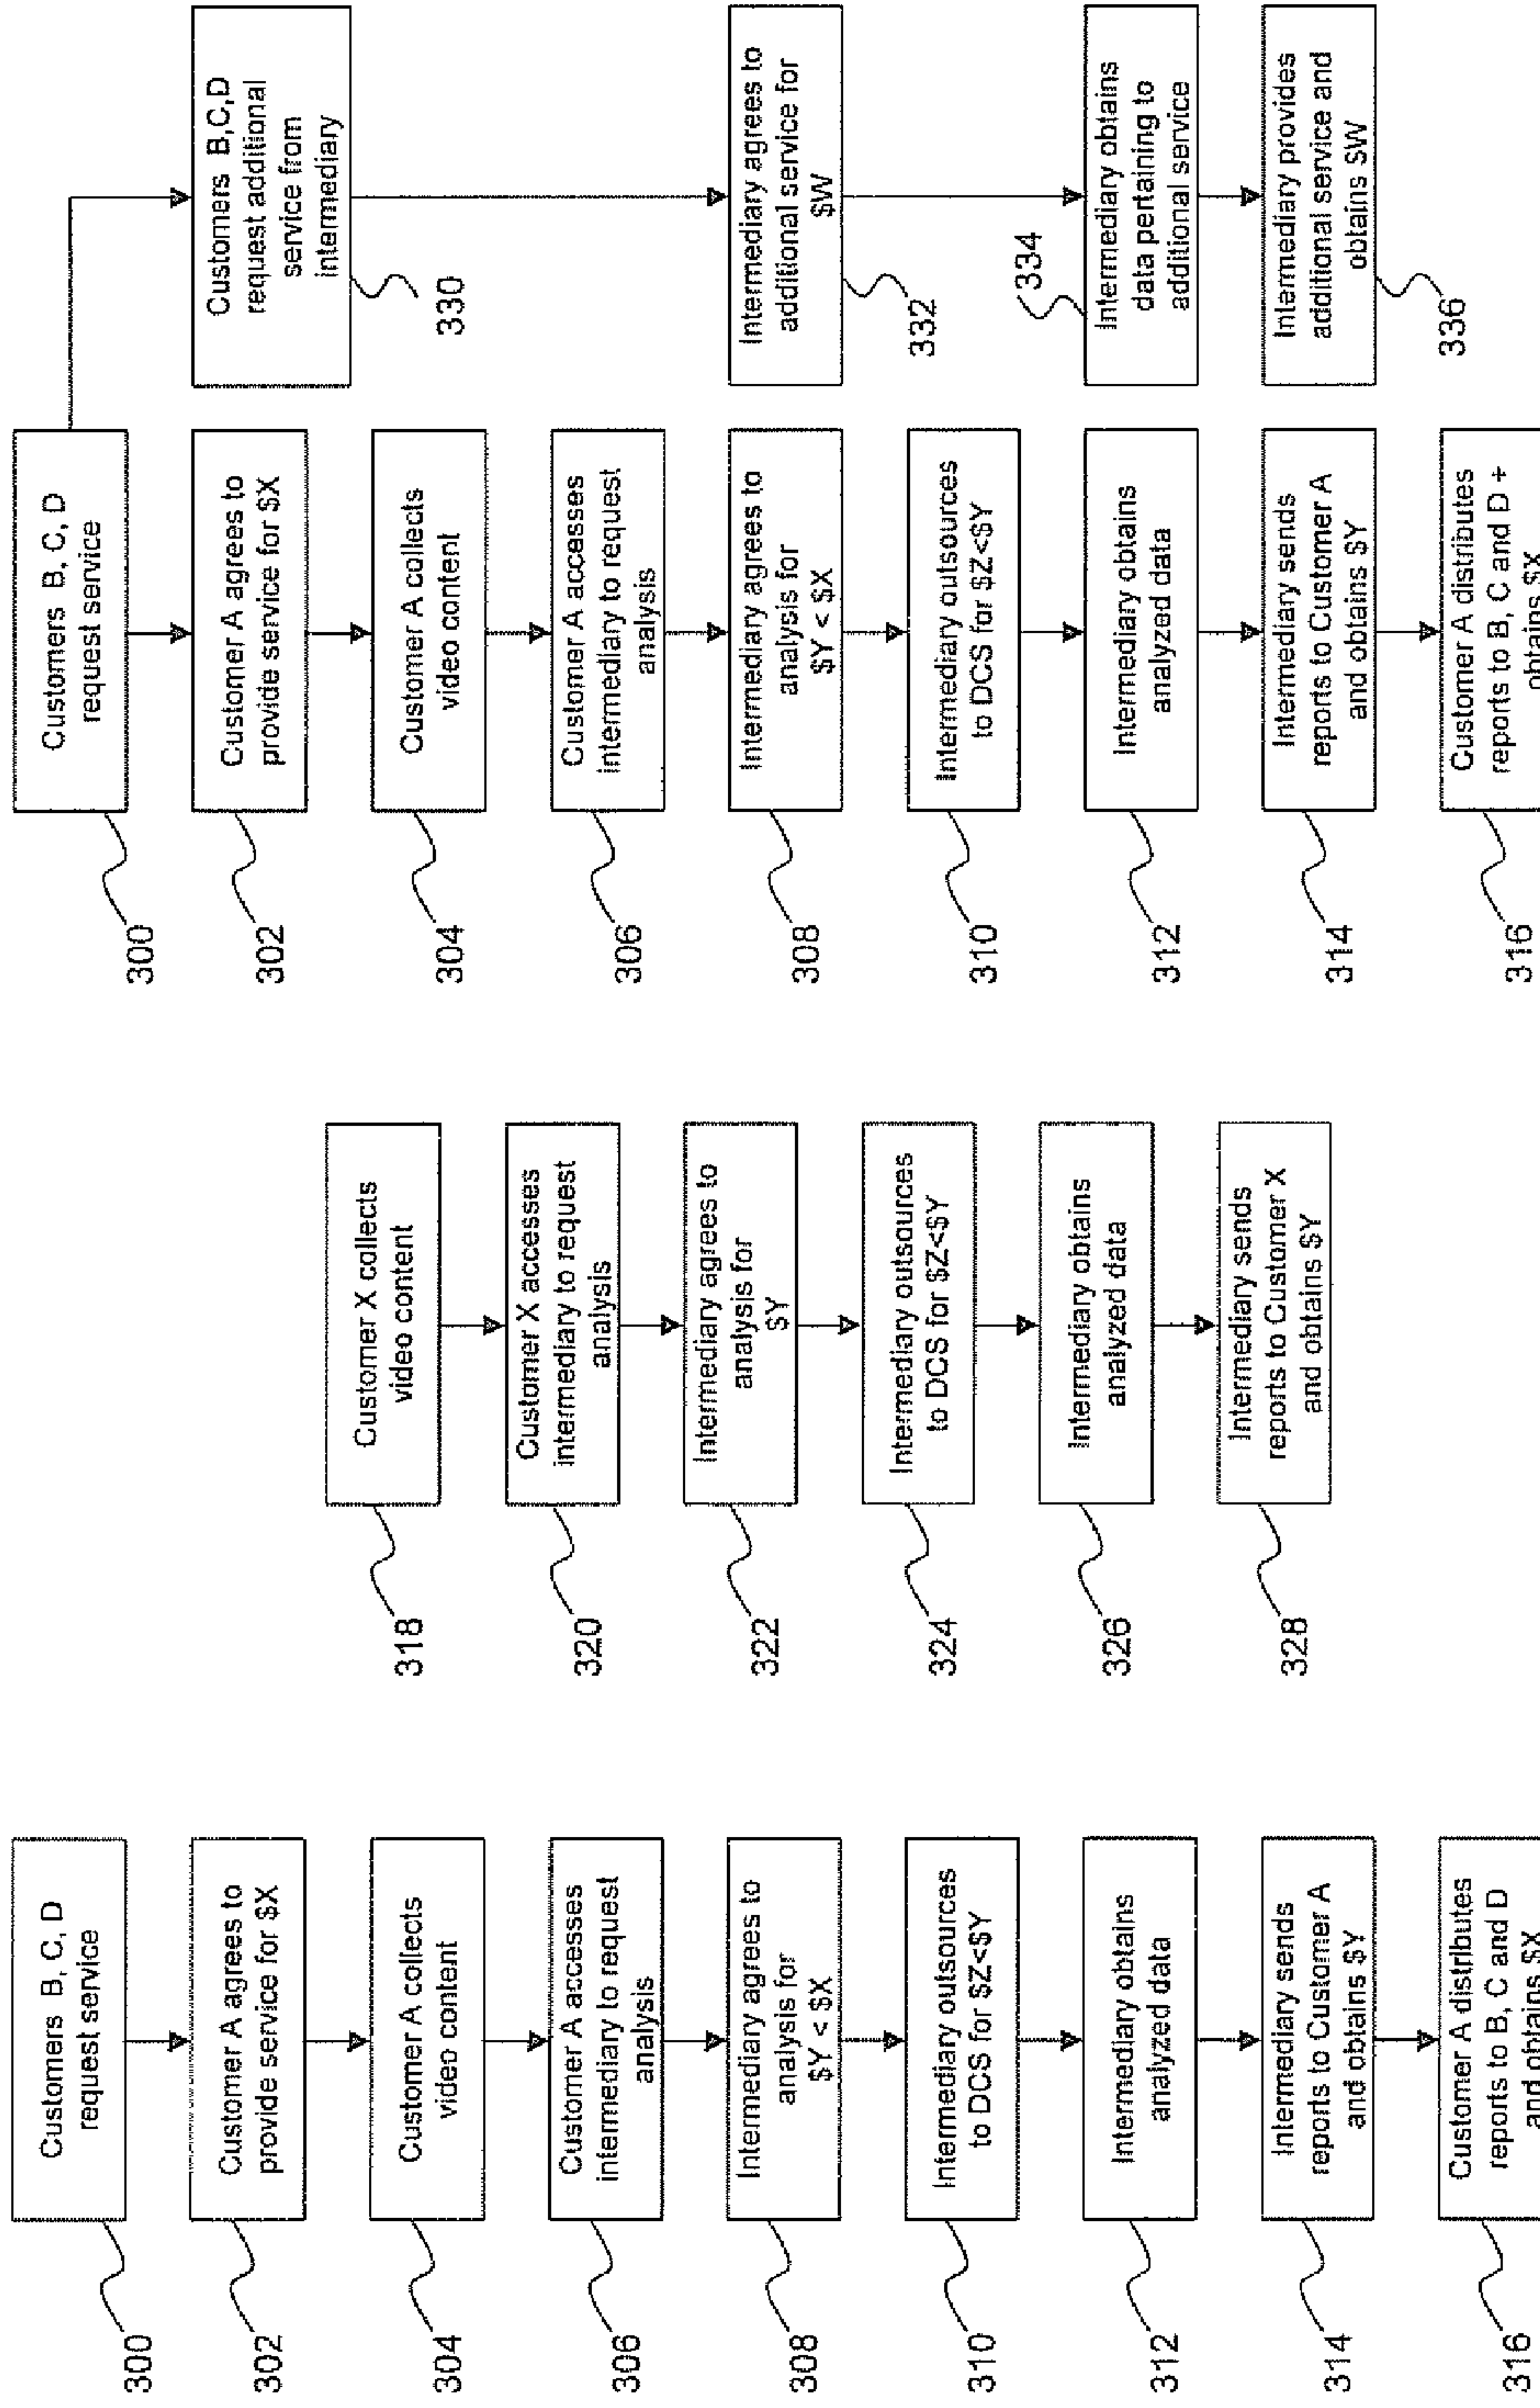 Customers B, C, D
request service
300
Customer A agrees to
provide service for $X
302
Customer A collects
video content
304
Customer A accesses
intermediary to request
analysis
306
Intermediary agrees to
analysis for
$Y < $X
308
Intermediary outsources
to DCS for $Z<$Y
310
Intermediary obtains
analyzed data
312
Intermediary sends
reports to Customer A
and obtains $Y
314
Customer A distributes
reports to B, C and D
and obtains $X
316
Customer X collects
video content
318
Customer X accesses
intermediary to request
analysis
320
Intermediary agrees to
analysis for
$Y
322
Intermediary outsources
to DCS for $Z<$Y
324
Intermediary obtains
analyzed data
326
Intermediary sends
reports to Customer X
and obtains $Y
328
Customers B, C, D
request service
300
Customer A agrees to
provide service for $X
302
Customer A collects
video content
304
Customer A accesses
intermediary to request
analysis
306
Intermediary agrees to
analysis for
$Y < $X
308
Intermediary outsources
to DCS for $Z<$Y
310
Intermediary obtains
analyzed data
312
Intermediary sends
reports to Customer A
and obtains $Y
314
Customer A distributes
reports to B, C and D +
obtains $X
316
Customers B,C,D
request additional
service from
intermediary
330
Intermediary agrees to
additional service for
$W
332
Intermediary obtains
data pertaining to
additional service
334
Intermediary provides
additional service and
obtains $W
336